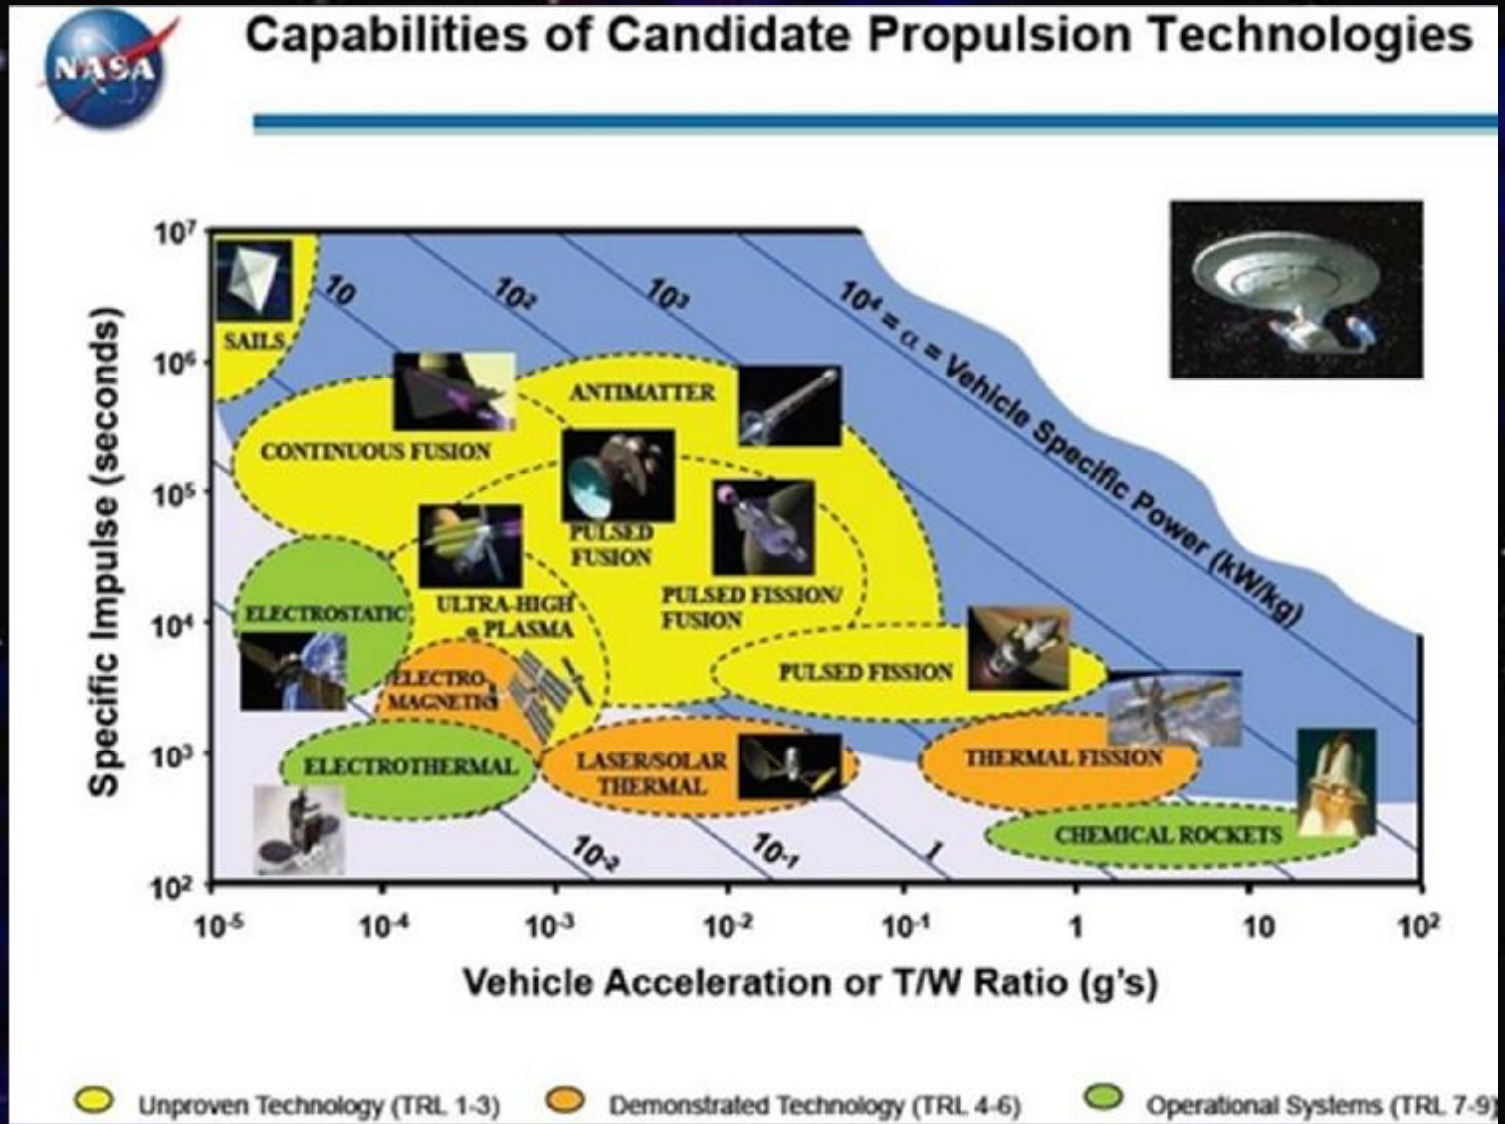 NASA
Capabilities of Candidate Propulsion Technologies
Specific Impulse (seconds)
10⁷
10⁶
10⁵
10⁴
10³
10²
SAILS
10
10²
10³
10⁴ = α = Vehicle Specific Power (kW/kg)
ANTIMATTER
CONTINUOUS FUSION
PULSED
FUSION
PULSED FISSION/
FUSION
ELECTROSTATIC
ULTRA-HIGH
α PLASMA
PULSED FISSION
ELECTRO-
MAGNETIC
ELECTROTHERMAL
LASER/SOLAR
THERMAL
THERMAL FISSION
CHEMICAL ROCKETS
10⁻²
10⁻¹
1
10⁻⁵
10⁻⁴
10⁻³
10⁻²
10⁻¹
1
10
10²
Vehicle Acceleration or T/W Ratio (g's)
Unproven Technology (TRL 1-3)
Demonstrated Technology (TRL 4-6)
Operational Systems (TRL 7-9)